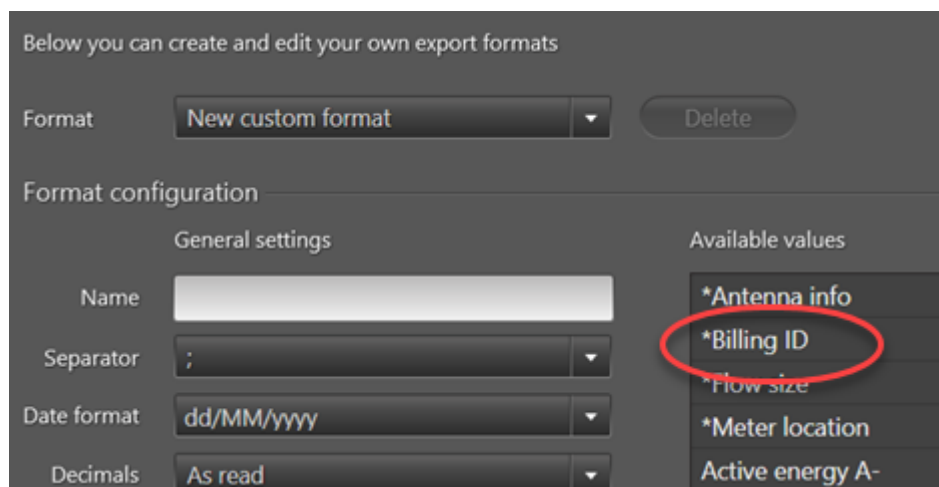 Below you can create and edit your own export formats
Format New custom format Delete
Format configuration
General settings Available values
Name *Antenna info
Separator ; *Billing ID
*Flow size
Date format dd/MM/yyyy *Meter location
Decimals As read Active energy A-